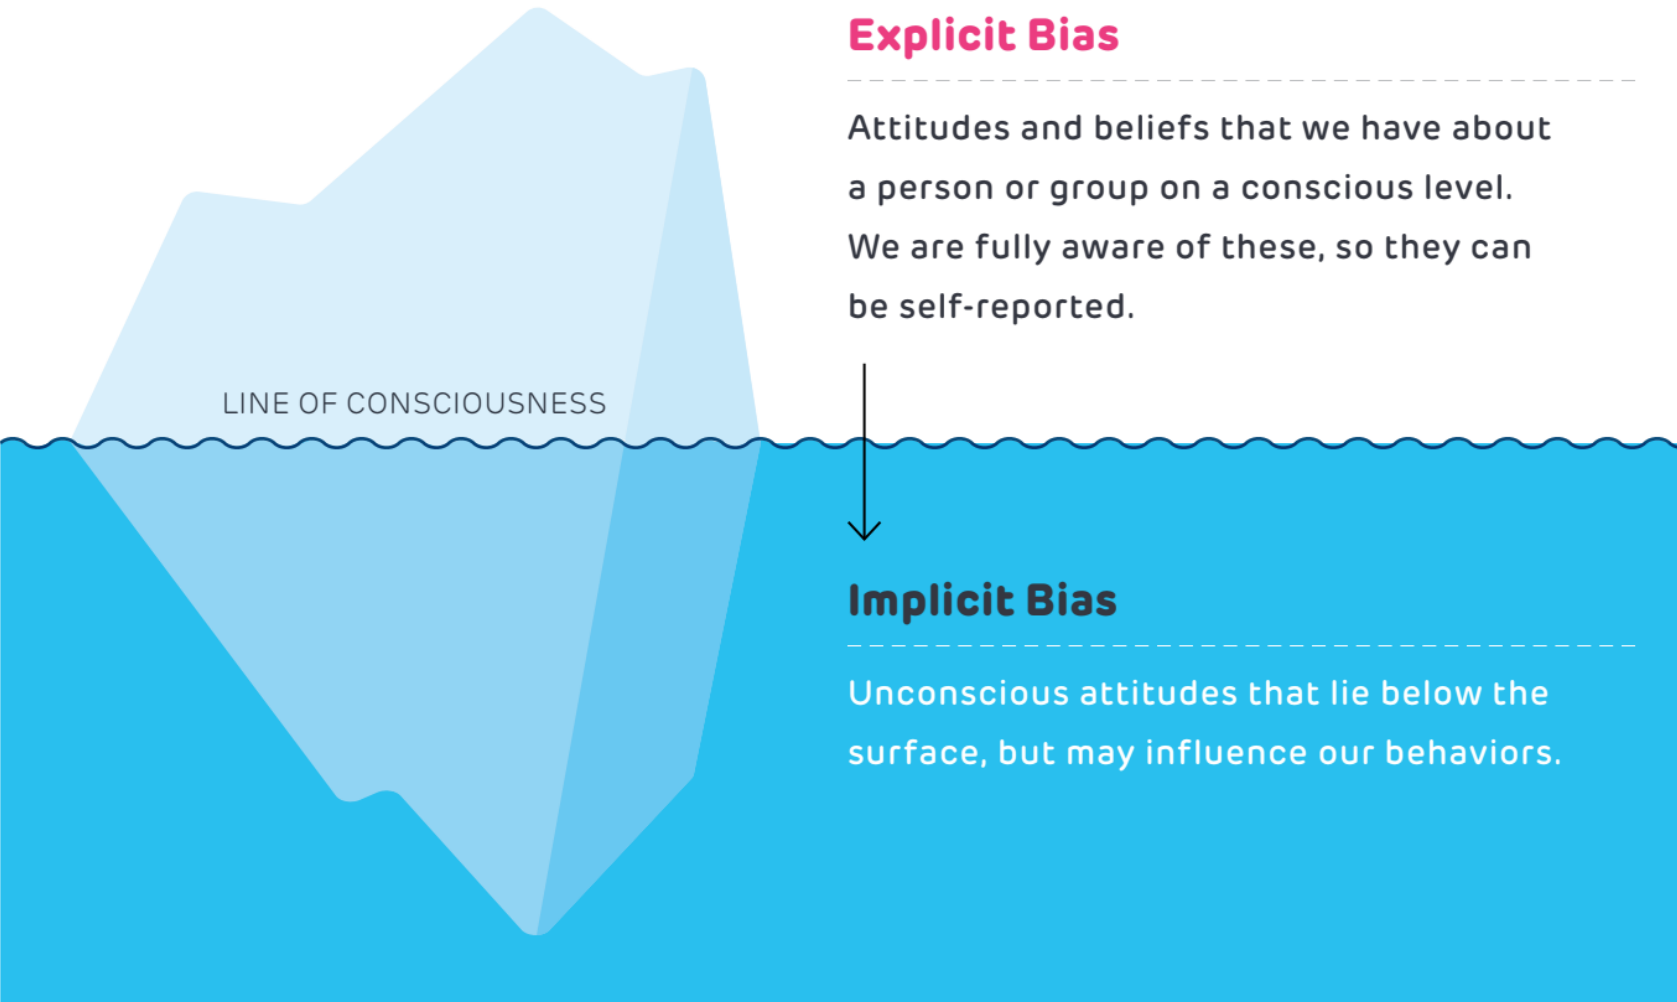 Explicit Bias
Attitudes and beliefs that we have about
a person or group on a conscious level.
We are fully aware of these, so they can
be self-reported.
LINE OF CONSCIOUSNESS
Implicit Bias
Unconscious attitudes that lie below the
surface, but may influence our behaviors.